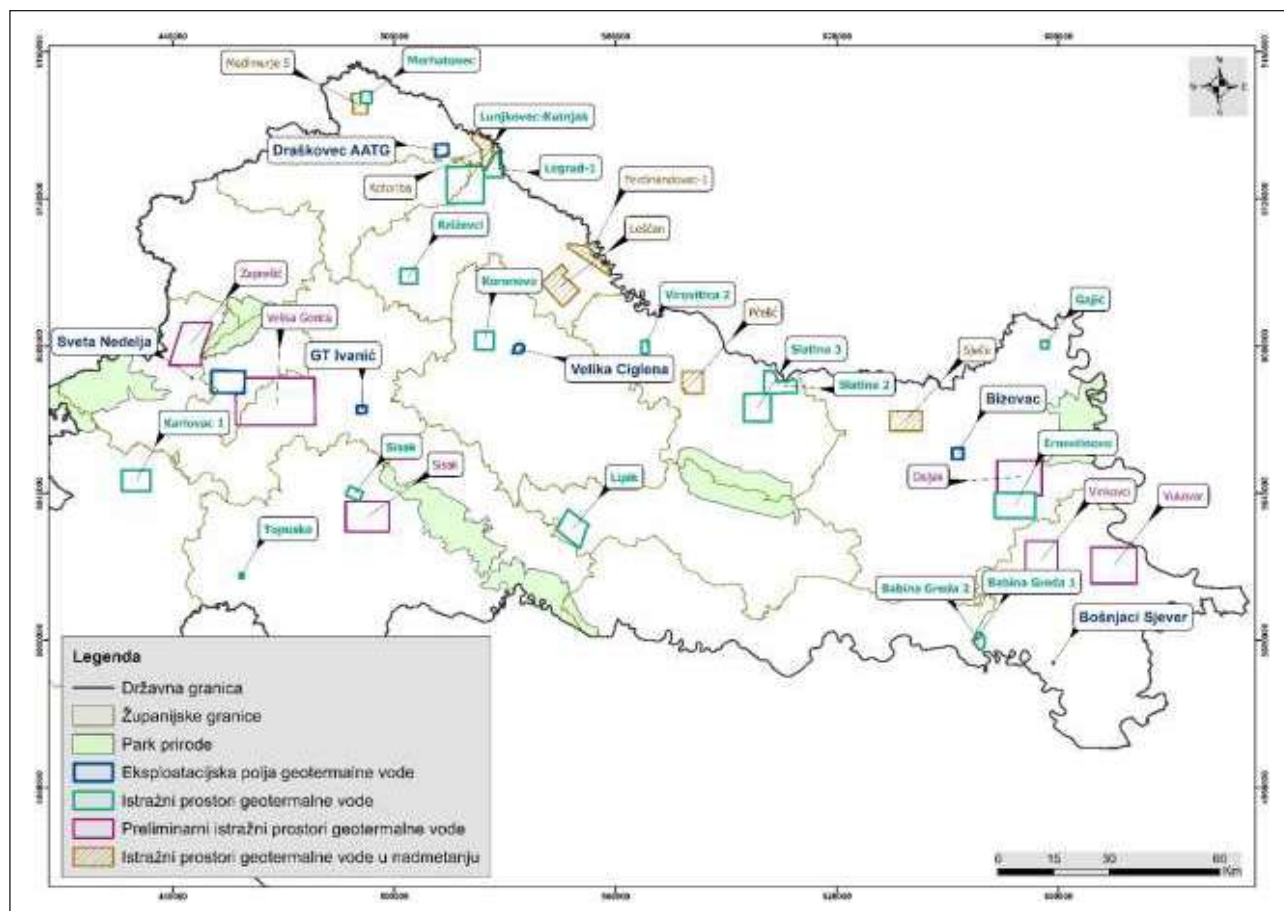 Međimurje 5
Merhatovec
Lunjkovec-Kutnjak
Draškovec AATG
Kotoriba
Legrad-1
Ferdinandovac-1
Leščan
Križevci
Zaprešić
Korenovo
Virovitica 2
Pčelić
Gajić
Velika Gorica
Sveta Nedelja
GT Ivanić
Velika Ciglena
Slatina 3
Slatina 2
Bizovac
Karlovac 1
Ernestinovo
Sisak
Sisak
Lipik
Osijek
Vinkovci
Vukovar
Topusko
Babina Greda 2
Babina Greda 1
Bošnjaci Sjever
Legenda
Državna granica
Županijske granice
Park prirode
Eksploatacijska polja geotermalne vode
Istražni prostori geotermalne vode
Preliminarni istražni prostori geotermalne vode
Istražni prostori geotermalne vode u nadmetanju
0 15 30 60
Km